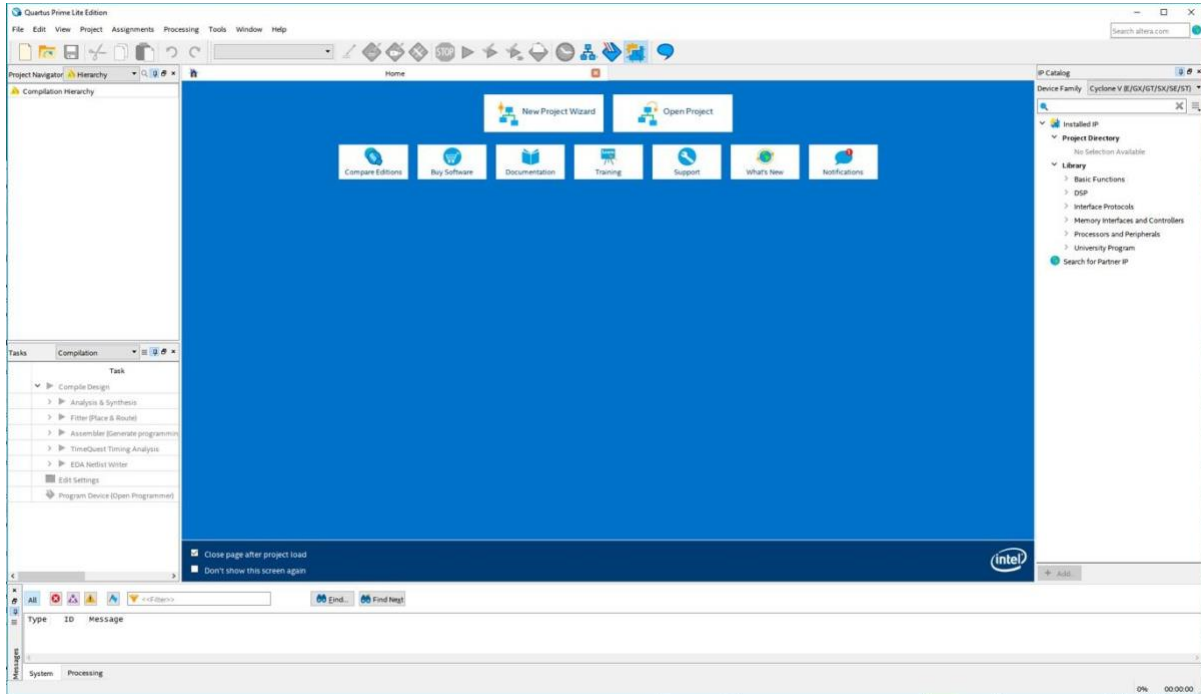 Quartus Prime Lite Edition
File Edit View Project Assignments Processing Tools Window Help
Search altera.com
Project Navigator Hierarchy
Home
IP Catalog
Compilation Hierarchy
Device Family Cyclone V (E/GX/GT/SX/SE/ST)
New Project Wizard
Open Project
Compare Editions
Buy Software
Documentation
Training
Support
What's New
Notifications
Installed IP
Project Directory
No Selection Available
Library
Basic Functions
DSP
Interface Protocols
Memory Interfaces and Controllers
Processors and Peripherals
University Program
Search for Partner IP
Tasks Compilation
Task
Compile Design
Analysis & Synthesis
Fitter (Place & Route)
Assembler (Generate programmin
TimeQuest Timing Analysis
EDA Netlist Writer
Edit Settings
Program Device (Open Programmer)
Close page after project load
Don't show this screen again
intel
+ Add...
All <<Filter>> Find... Find Next
Type ID Message
Messages
System Processing
0% 00:00:00
STOP